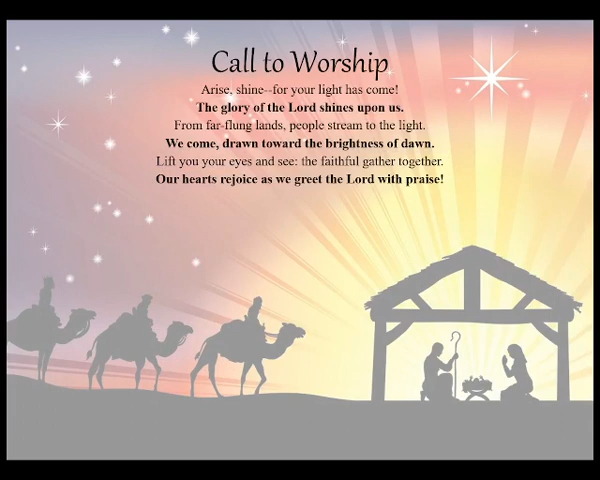 Call to Worship
Arise, shine--for your light has come!
The glory of the Lord shines upon us.
From far-flung lands, people stream to the light.
We come, drawn toward the brightness of dawn.
Lift you your eyes and see: the faithful gather together.
Our hearts rejoice as we greet the Lord with praise!